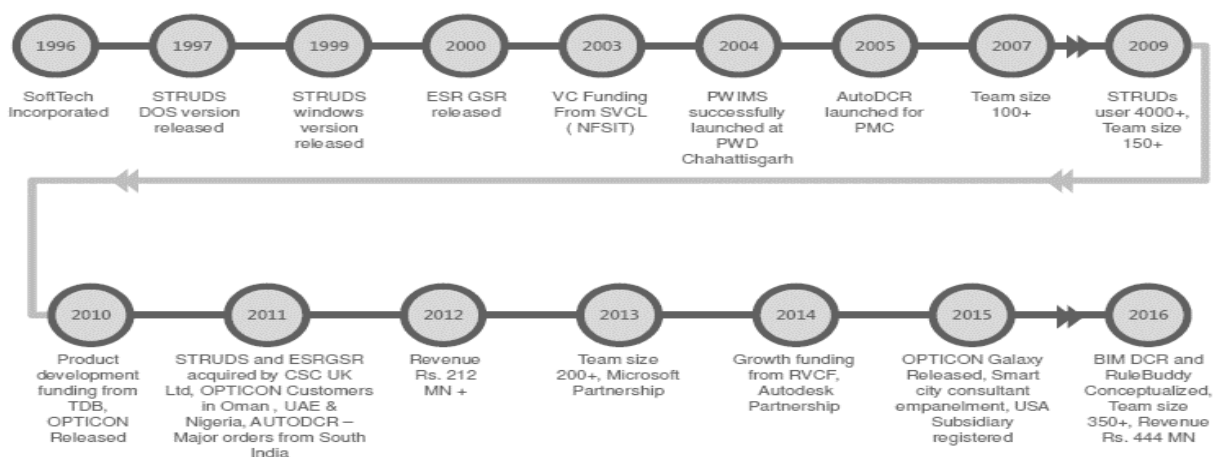 1996
SoftTech
Incorporated
1997
STRUDS
DOS version
released
1999
STRUDS
windows
version
released
2000
ESR GSR
released
2003
VC Funding
From SVCL
( NFSIT)
2004
PWIMS
successfully
launched at
PWD
Chahattisgarh
2005
AutoDCR
launched for
PMC
2007
Team size
100+
2009
STRUDs
user 4000+,
Team size
150+
2010
Product
development
funding from
TDB,
OPTICON
Released
2011
STRUDS and ESRGSR
acquired by CSC UK
Ltd, OPTICON Customers
in Oman , UAE &
Nigeria, AUTODCR –
Major orders from South
India
2012
Revenue
Rs. 212
MN +
2013
Team size
200+, Microsoft
Partnership
2014
Growth funding
from RVCF,
Autodesk
Partnership
2015
OPTICON Galaxy
Released, Smart
city consultant
empanelment, USA
Subsidiary
registered
2016
BIM DCR and
RuleBuddy
Conceptualized,
Team size
350+, Revenue
Rs. 444 MN